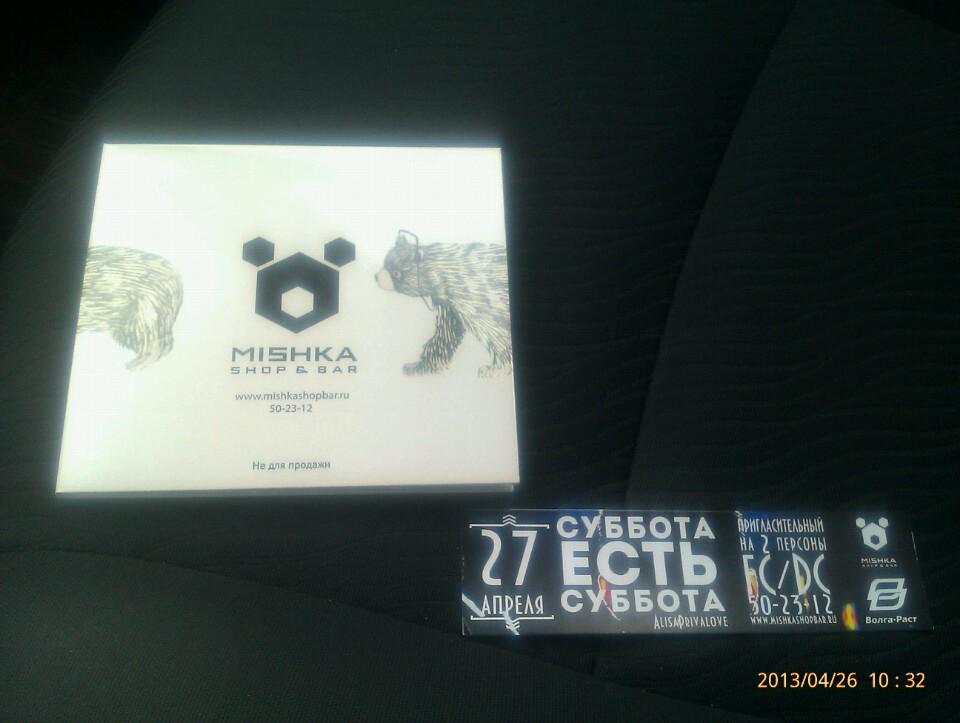 MISHKA
SHOP & BAR
www.mishkashopbar.ru
50-23-12
Не для продажи
27
АПРЕЛЯ
СУББОТА
ЕСТЬ
СУББОТА
ALISAPRIVALOVE
ПРИГЛАСИТЕЛЬНЫЙ
НА 2 ПЕРСОНЫ
FC/DC
50-23-12
WWW.MISHKASHOPBAR.RU
MISHKA
SHOP & BAR
Волга-Раст
2013/04/26 10:32